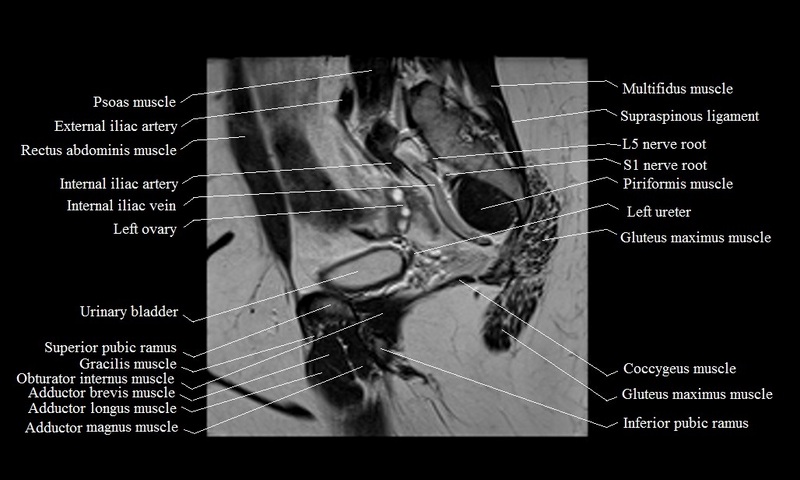 Psoas muscle
External iliac artery
Rectus abdominis muscle
Internal iliac artery
Internal iliac vein
Left ovary
Urinary bladder
Superior pubic ramus
Gracilis muscle
Obturator internus muscle
Adductor brevis muscle
Adductor longus muscle
Adductor magnus muscle
Multifidus muscle
Supraspinous ligament
L5 nerve root
S1 nerve root
Piriformis muscle
Left ureter
Gluteus maximus muscle
Coccygeus muscle
Gluteus maximus muscle
Inferior pubic ramus